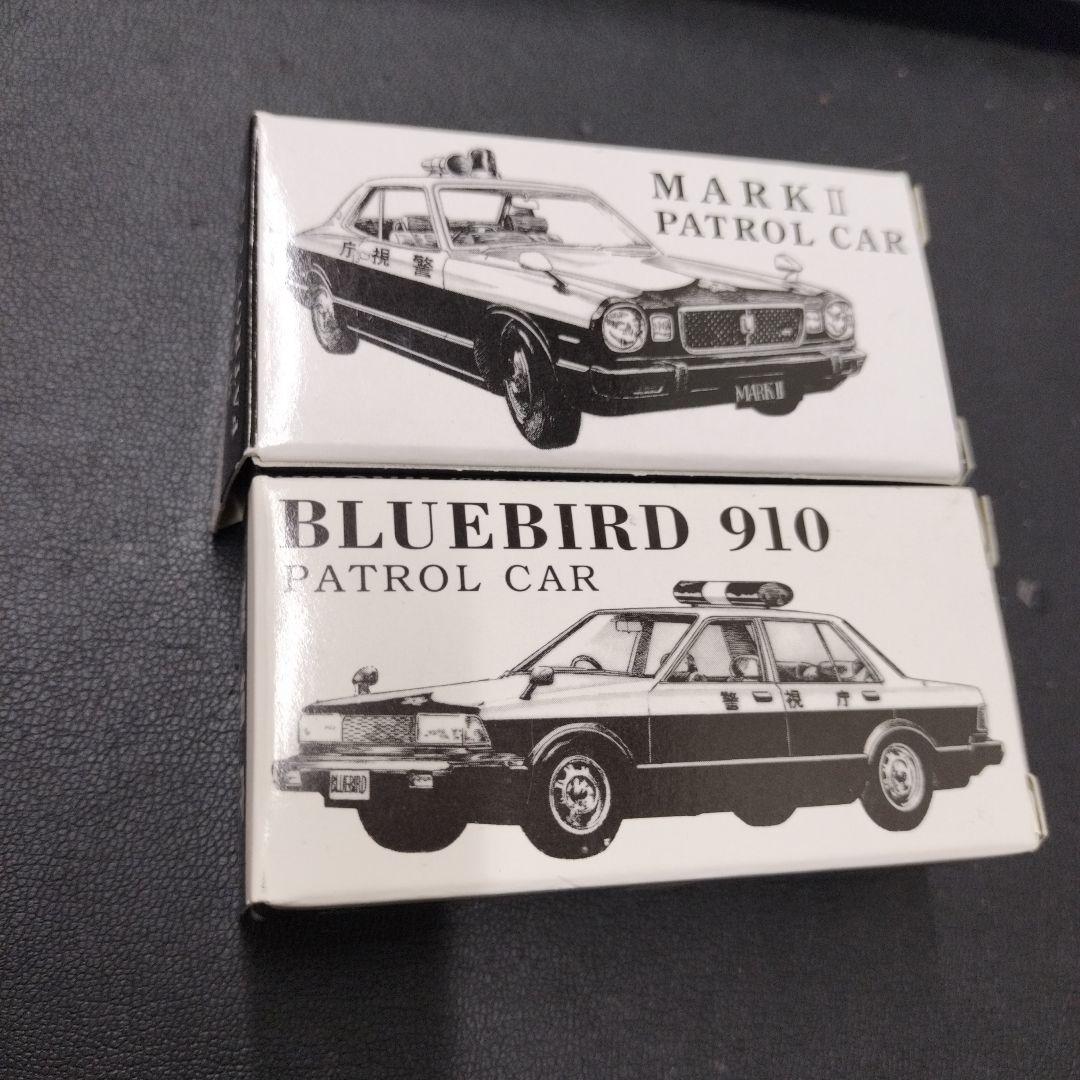 MARK II
PATROL CAR
庁視警
MARK II
BLUEBIRD 910
PATROL CAR
警視庁
BLUEBIRD